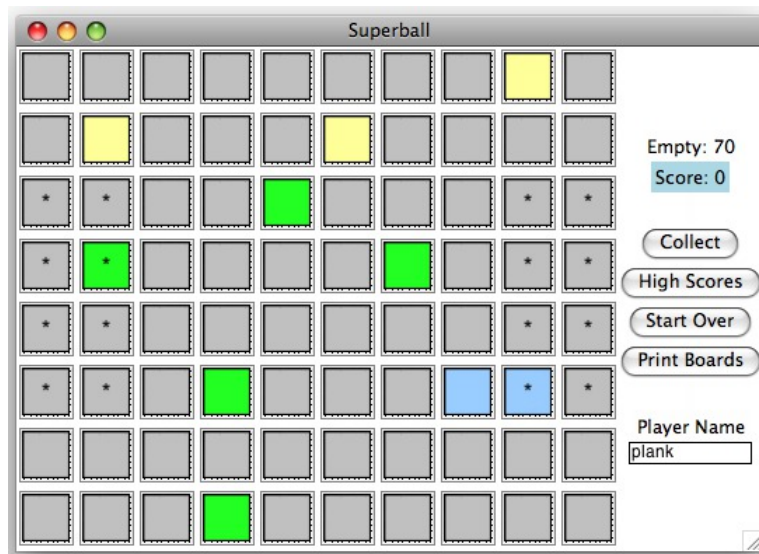 Superball
Empty: 70
Score: 0
* * * *
Collect
* * * *
High Scores
* * * *
Start Over
Print Boards
* * * *
Player Name
plank